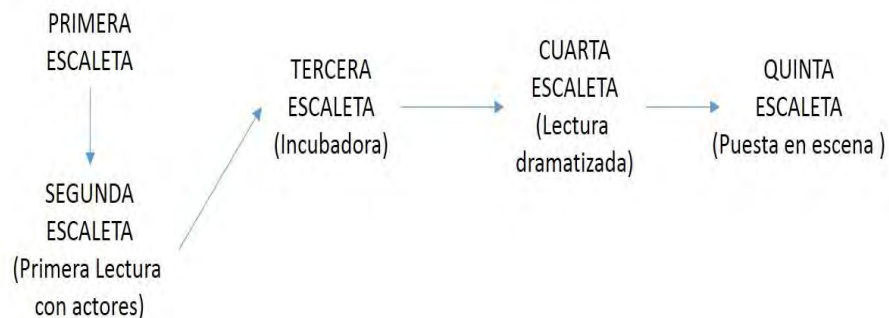 PRIMERA
ESCALETA
SEGUNDA
ESCALETA
(Primera Lectura
con actores)
TERCERA
ESCALETA
(Incubadora)
CUARTA
ESCALETA
(Lectura
dramatizada)
QUINTA
ESCALETA
(Puesta en escena )